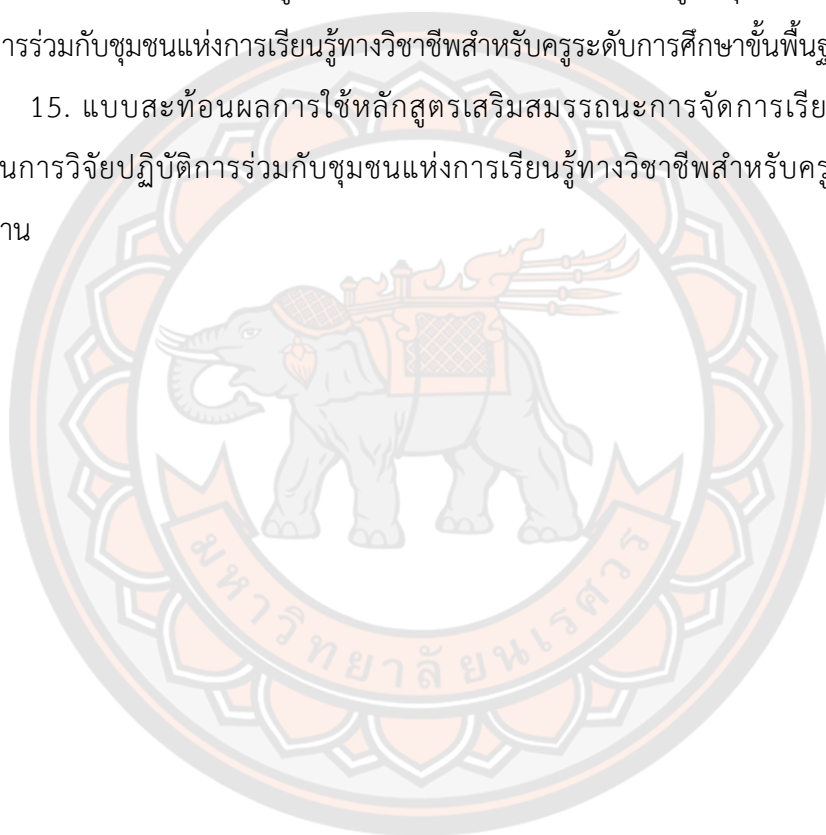 การร่วมกับชุมชนแห่งการเรียนรู้ทางวิชาชีพสำหรับครูระดับการศึกษาขั้นพื้นฐ
15. แบบสะท้อนผลการใช้หลักสูตรเสริมสมรรถนะการจัดการเรีย
นการวิจัยปฏิบัติการร่วมกับชุมชนแห่งการเรียนรู้ทางวิชาชีพสำหรับครู
าน
มหาวิทยาลัยนเรศวร